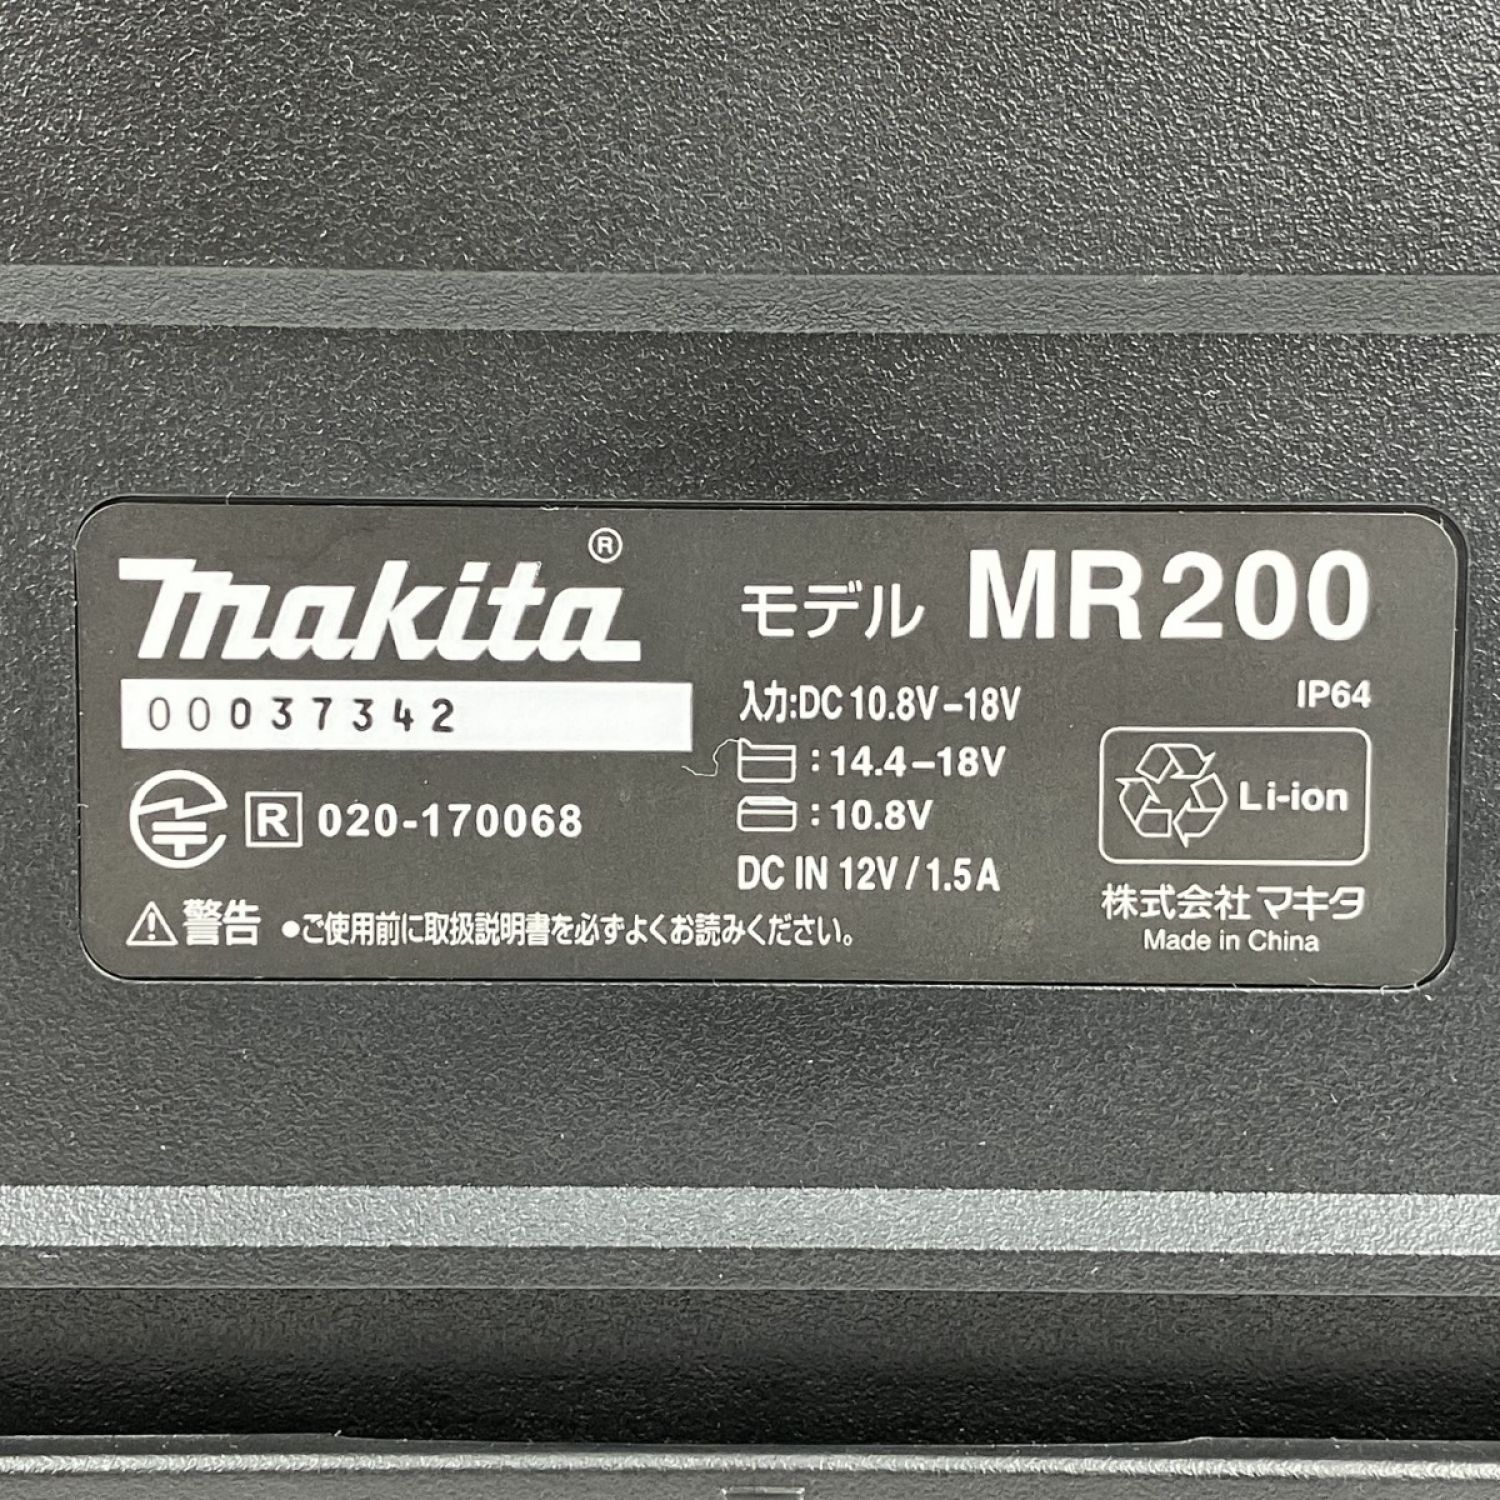 makita®
00037342
R 020-170068
⚠警告 ●ご使用前に取扱説明書を必ずよくお読みください。
モデル MR200
入力:DC 10.8V–18V
: 14.4–18V
: 10.8V
DC IN 12V / 1.5A
IP64
Li-ion
株式会社 マキタ
Made in China